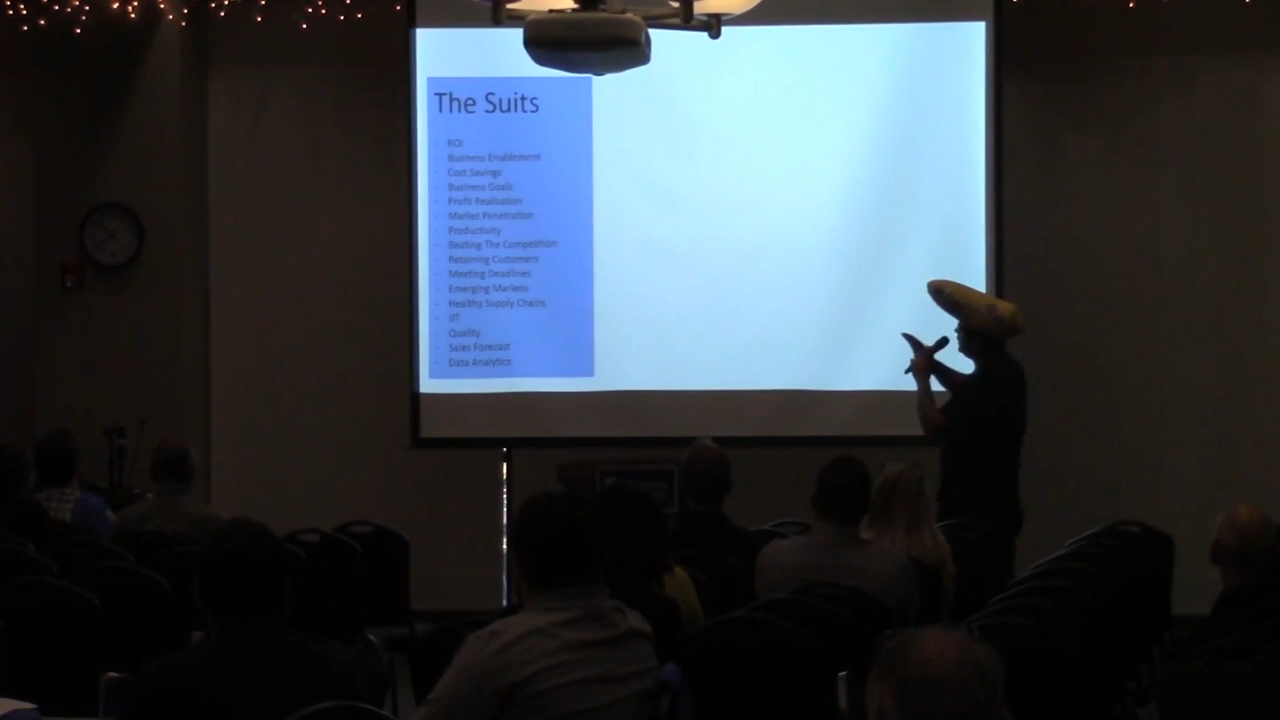 The Suits
- ROI
- Business Enablement
- Cost Savings
- Business Goals
- Profit Realisation
- Market Penetration
- Productivity
- Beating The Competition
- Retaining Customers
- Meeting Deadlines
- Emerging Markets
- Healthy Supply Chains
- JIT
- Quality
- Sales Forecast
- Data Analytics